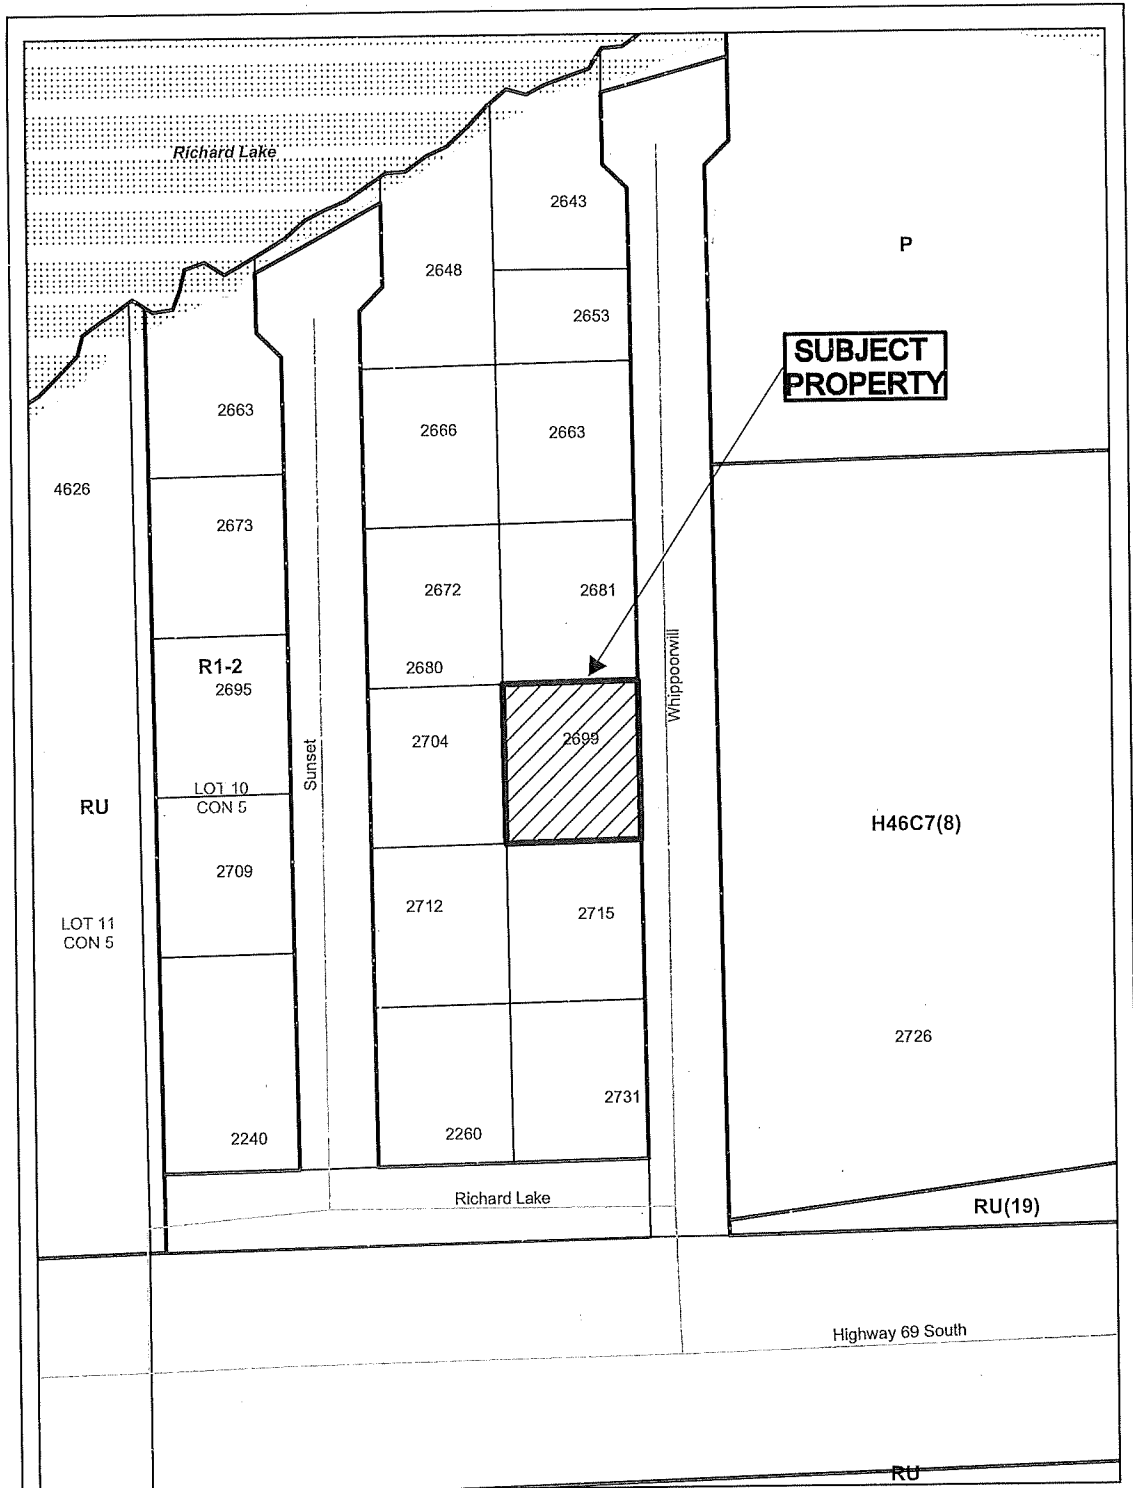 Richard Lake
2643
P
2648
2653
SUBJECT
PROPERTY
2663
2666
2663
4626
2673
2672
2681
R1-2
2680
2695
Whippoorwill
2704
2699
Sunset
LOT 10
CON 5
RU
H46C7(8)
2709
2712
2715
LOT 11
CON 5
2726
2731
2240
2260
Richard Lake
RU(19)
Highway 69 South
RU